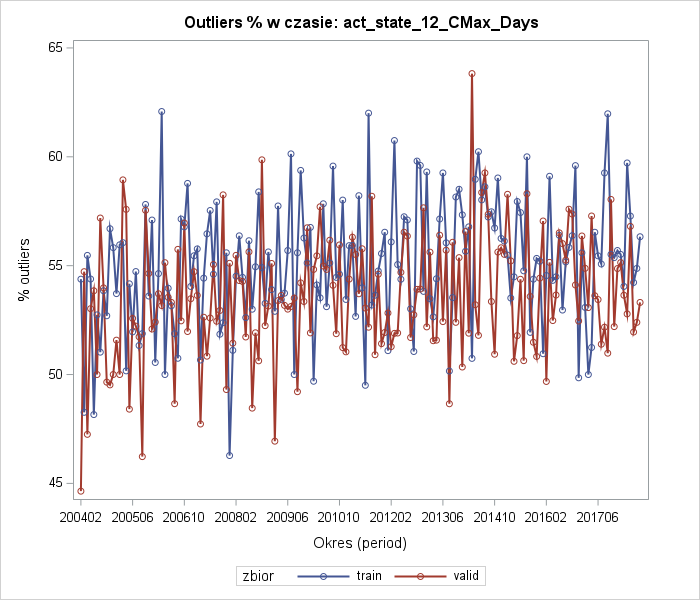 Outliers % w czasie: act_state_12_CMax_Days
65
60
55
50
45
% outliers
200402 200506 200610 200802 200906 201010 201202 201306 201410 201602 201706
Okres (period)
zbior train valid